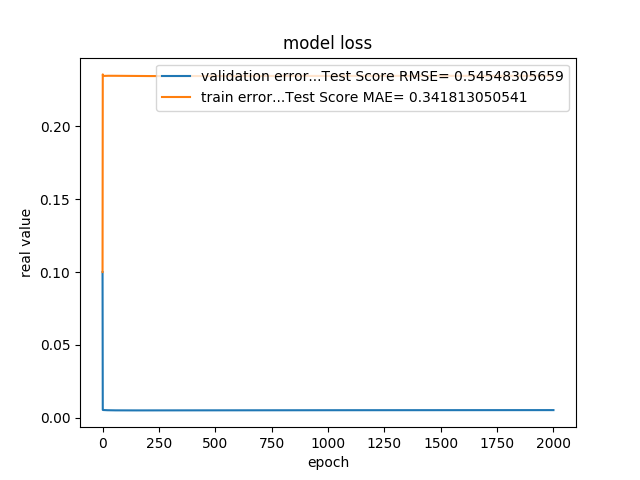 model loss
validation error...Test Score RMSE= 0.54548305659
train error...Test Score MAE= 0.341813050541
0.20
0.15
0.10
0.05
0.00
real value
0 250 500 750 1000 1250 1500 1750 2000
epoch